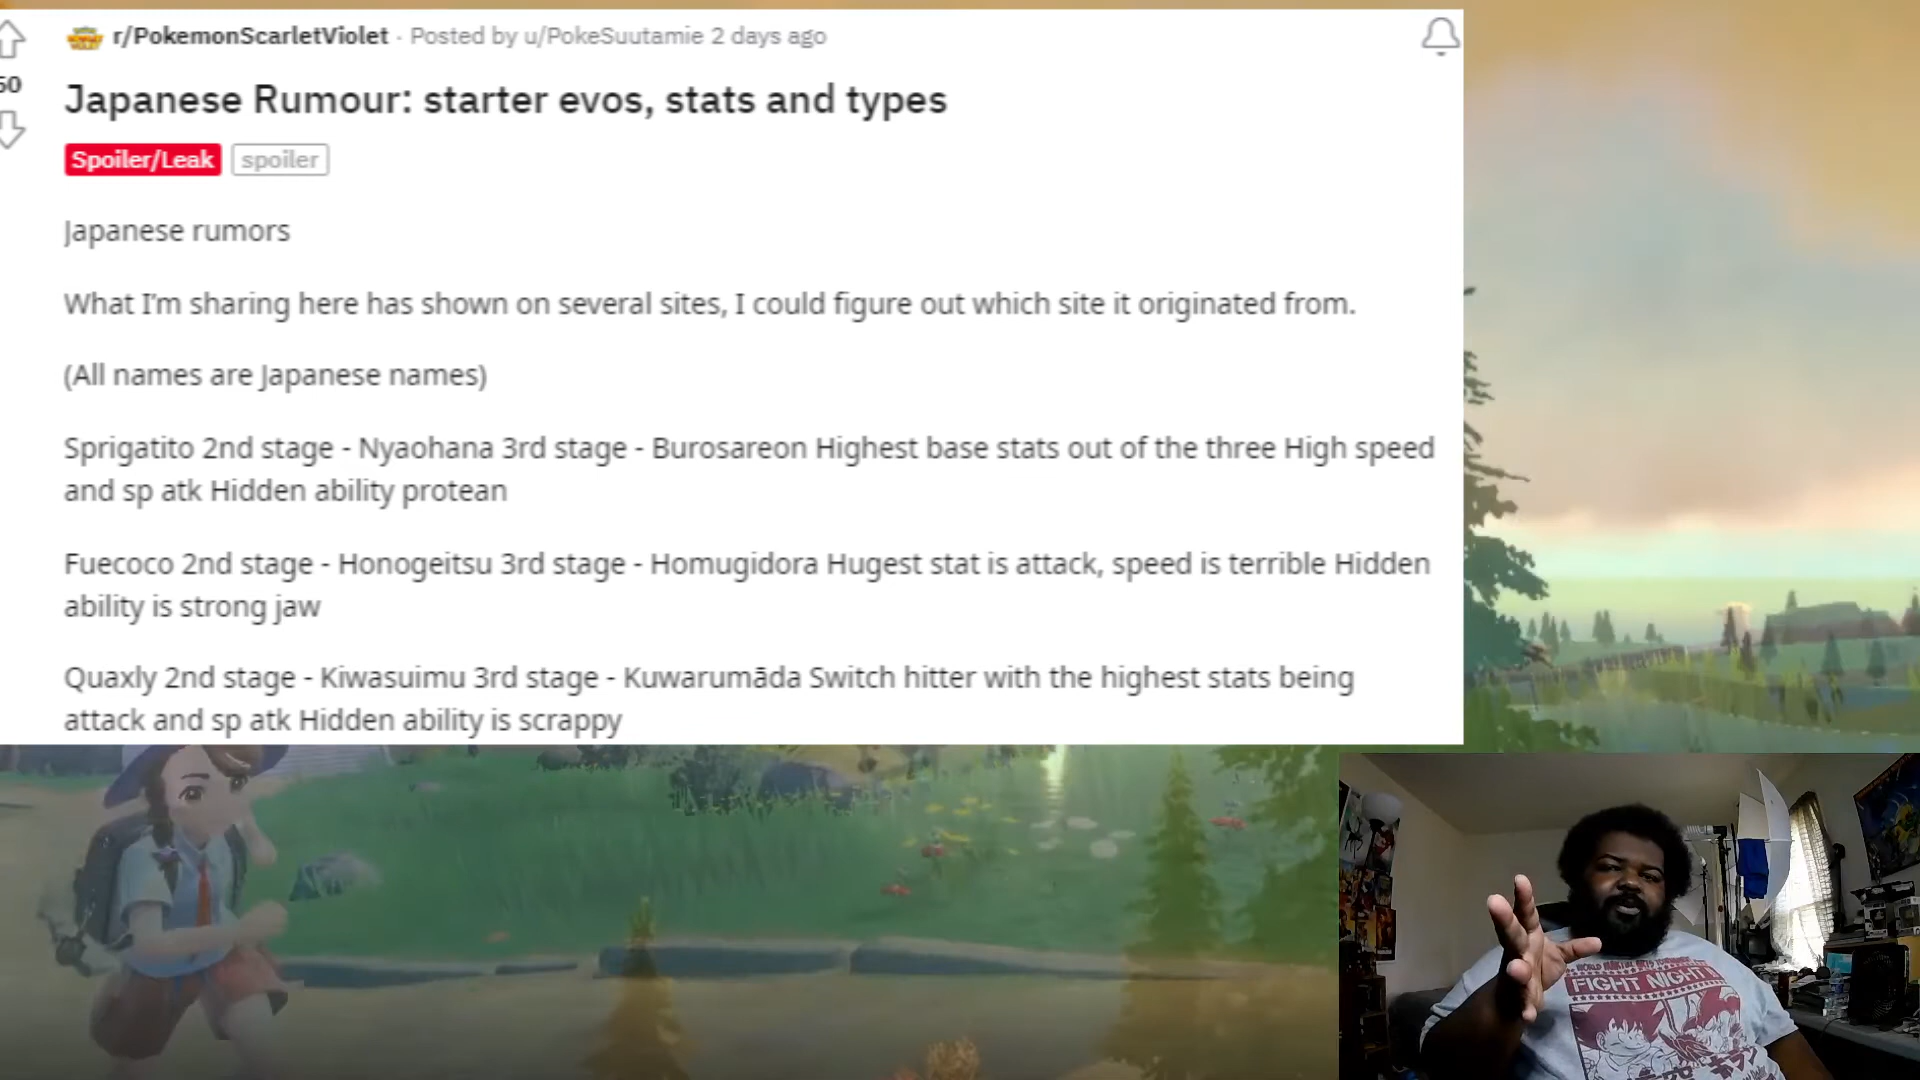 r/PokemonScarletViolet · Posted by u/PokeSuutamie 2 days ago
Japanese Rumour: starter evos, stats and types
Spoiler/Leak spoiler
Japanese rumors
What I'm sharing here has shown on several sites, I could figure out which site it originated from.
(All names are Japanese names)
Sprigatito 2nd stage - Nyaohana 3rd stage - Burosareon Highest base stats out of the three High speed
and sp atk Hidden ability protean
Fuecoco 2nd stage - Honogeitsu 3rd stage - Homugidora Hugest stat is attack, speed is terrible Hidden
ability is strong jaw
Quaxly 2nd stage - Kiwasuimu 3rd stage - Kuwarumāda Switch hitter with the highest stats being
attack and sp atk Hidden ability is scrappy
FIGHT NIGHT